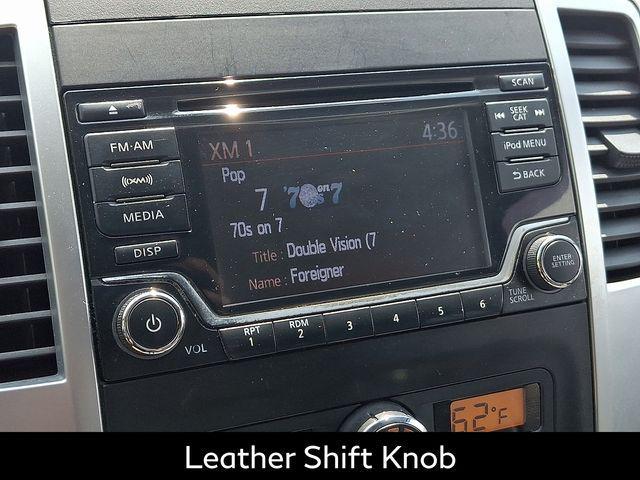 SCAN
FM·AM
SEEK
CAT
((XM))
iPod MENU
MEDIA
BACK
DISP
XM 1
4:36
Pop
7 '70s on 7
70s on 7
Title : Double Vision (7
Name : Foreigner
ENTER
SETTING
TUNE
SCROLL
VOL
RPT
1
RDM
2
3
4
5
6
62°F
Leather Shift Knob